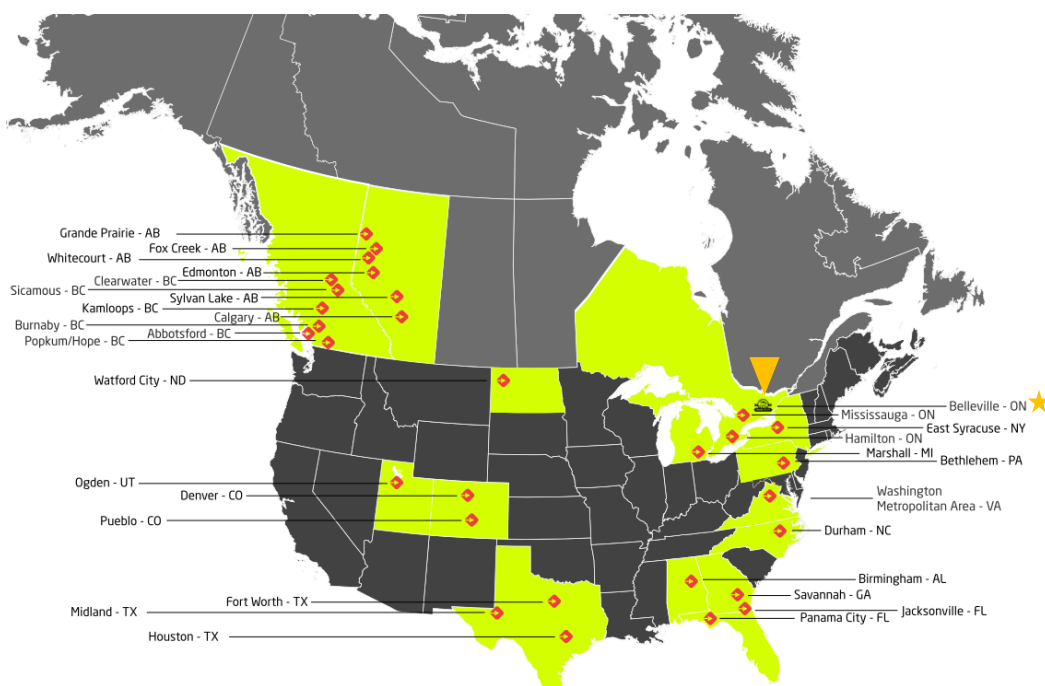 Grande Prairie - AB
Fox Creek - AB
Whitecourt - AB
Edmonton - AB
Clearwater - BC
Sicamous - BC
Sylvan Lake - AB
Kamloops - BC
Calgary - AB
Burnaby - BC
Abbotsford - BC
Popkum/Hope - BC
Watford City - ND
Belleville - ON
Mississauga - ON
East Syracuse - NY
Hamilton - ON
Marshall - MI
Bethlehem - PA
Ogden - UT
Denver - CO
Washington
Metropolitan Area - VA
Pueblo - CO
Durham - NC
Birmingham - AL
Savannah - GA
Fort Worth - TX
Jacksonville - FL
Midland - TX
Panama City - FL
Houston - TX